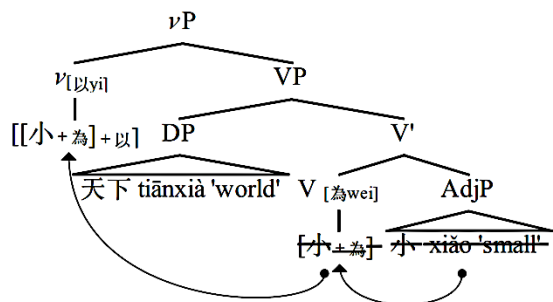 νP
ν[以yi] VP
[[小 + 為] + 以] DP V'
天下 tiānxià 'world' V [為wei] AdjP
[小 + 為] 小 xiǎo 'small'